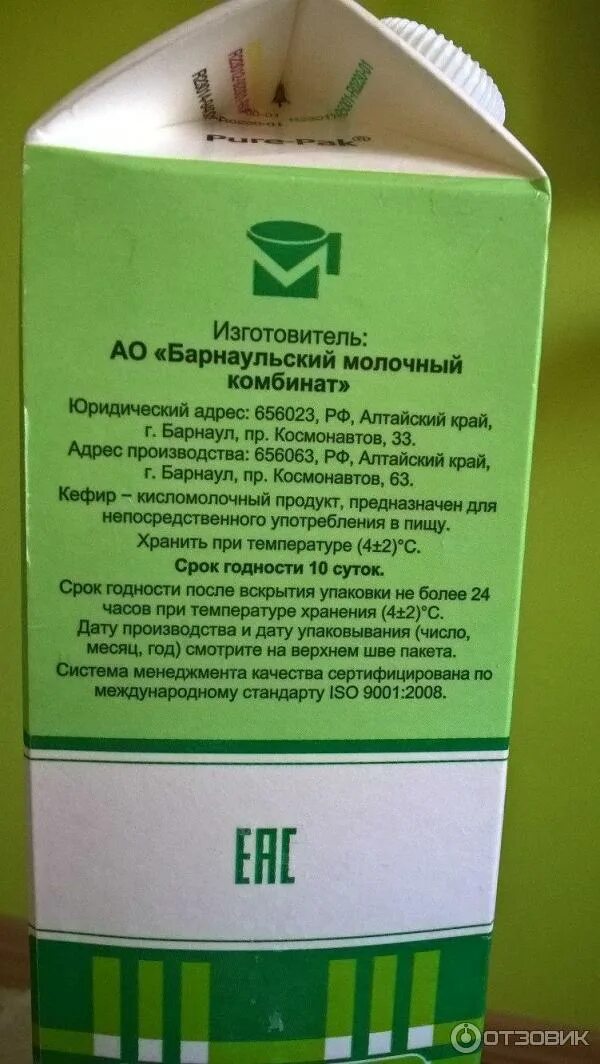 Pure-Pak®
Изготовитель:
АО «Барнаульский молочный
комбинат»
Юридический адрес: 656023, РФ, Алтайский край,
г. Барнаул, пр. Космонавтов, 33.
Адрес производства: 656063, РФ, Алтайский край,
г. Барнаул, пр. Космонавтов, 63.
Кефир – кисломолочный продукт, предназначен для
непосредственного употребления в пищу.
Хранить при температуре (4±2)°С.
Срок годности 10 суток.
Срок годности после вскрытия упаковки не более 24
часов при температуре хранения (4±2)°С.
Дату производства и дату упаковывания (число,
месяц, год) смотрите на верхнем шве пакета.
Система менеджмента качества сертифицирована по
международному стандарту ISO 9001:2008.
EAC
ОТЗОВИК